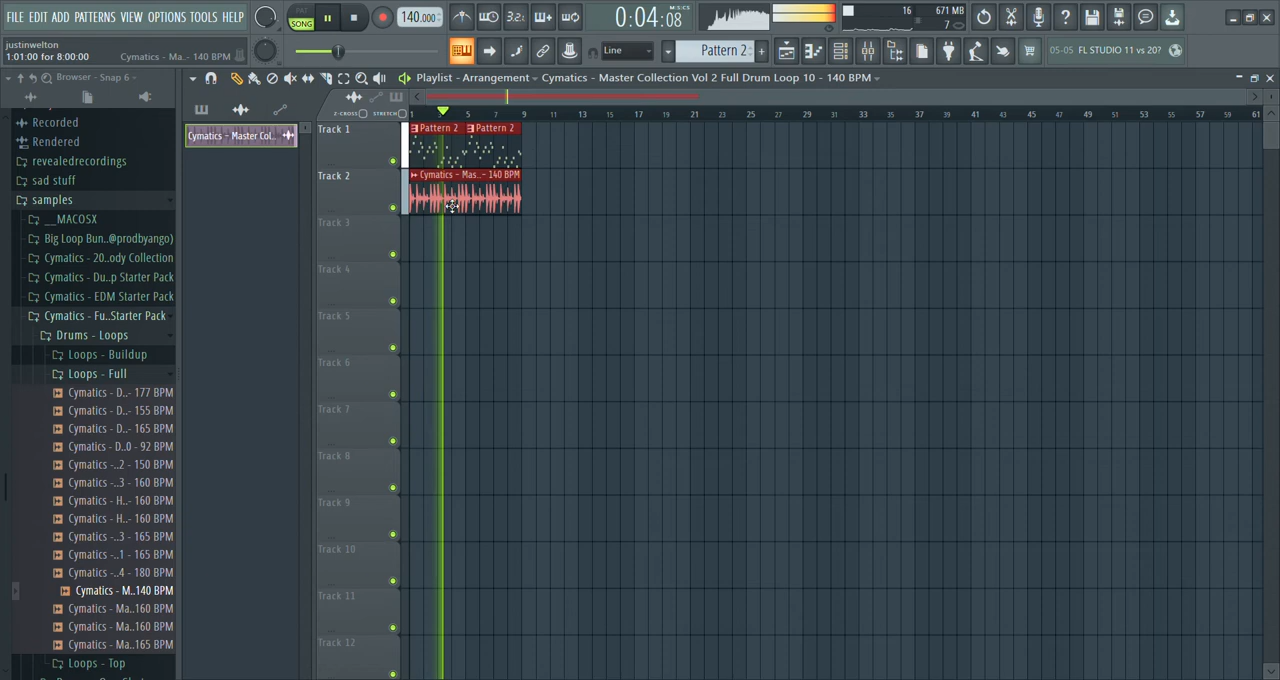 FILE EDIT ADD PATTERNS VIEW OPTIONS TOOLS HELP
PAT
SONG
140.000
3.2.
0:04:08
M:S:CS
16
671 MB
7
justinwelton
1:01:00 for 8:00:00
Cymatics - Ma.. 140 BPM
Line
Pattern 2
05-05 FL STUDIO 11 vs 20?
Browser - Snap 6
Playlist - Arrangement
Cymatics - Master Collection Vol 2 Full Drum Loop 10 - 140 BPM
Z-CROSS
STRETCH
1 3 5 7 9 11 13 15 17 19 21 23 25 27 29 31 33 35 37 39 41 43 45 47 49 51 53 55 57 59 61
Recorded
Rendered
revealedrecordings
sad stuff
samples
__MACOSX
Big Loop Bun..@prodbyango)
Cymatics - 20..ody Collection
Cymatics - Du..p Starter Pack
Cymatics - EDM Starter Pack
Cymatics - Fu..Starter Pack
Drums - Loops
Loops - Buildup
Loops - Full
Cymatics - D..- 177 BPM
Cymatics - D..- 155 BPM
Cymatics - D..- 165 BPM
Cymatics - D..0 - 92 BPM
Cymatics -..2 - 150 BPM
Cymatics -..3 - 160 BPM
Cymatics - H..- 160 BPM
Cymatics - H..- 160 BPM
Cymatics -..3 - 165 BPM
Cymatics -..1 - 165 BPM
Cymatics -..4 - 180 BPM
Cymatics - M..140 BPM
Cymatics - Ma..160 BPM
Cymatics - Ma..160 BPM
Cymatics - Ma..165 BPM
Loops - Top
Cymatics - Master Col..
Track 1
Pattern 2
Pattern 2
Track 2
Cymatics - Mas..- 140 BPM
Track 3
Track 4
Track 5
Track 6
Track 7
Track 8
Track 9
Track 10
Track 11
Track 12